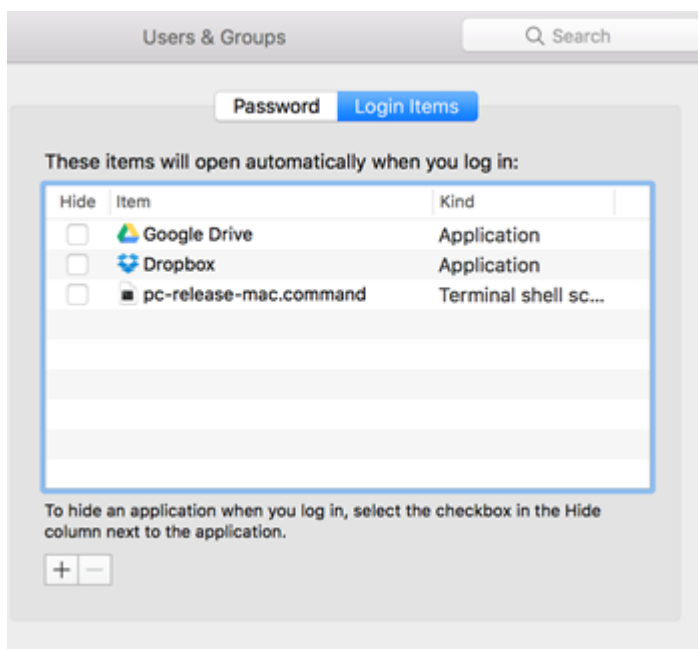 Users & Groups
Search
Password
Login Items
These items will open automatically when you log in:
Hide Item Kind
Google Drive Application
Dropbox Application
pc-release-mac.command Terminal shell sc...
To hide an application when you log in, select the checkbox in the Hide
column next to the application.
+ −